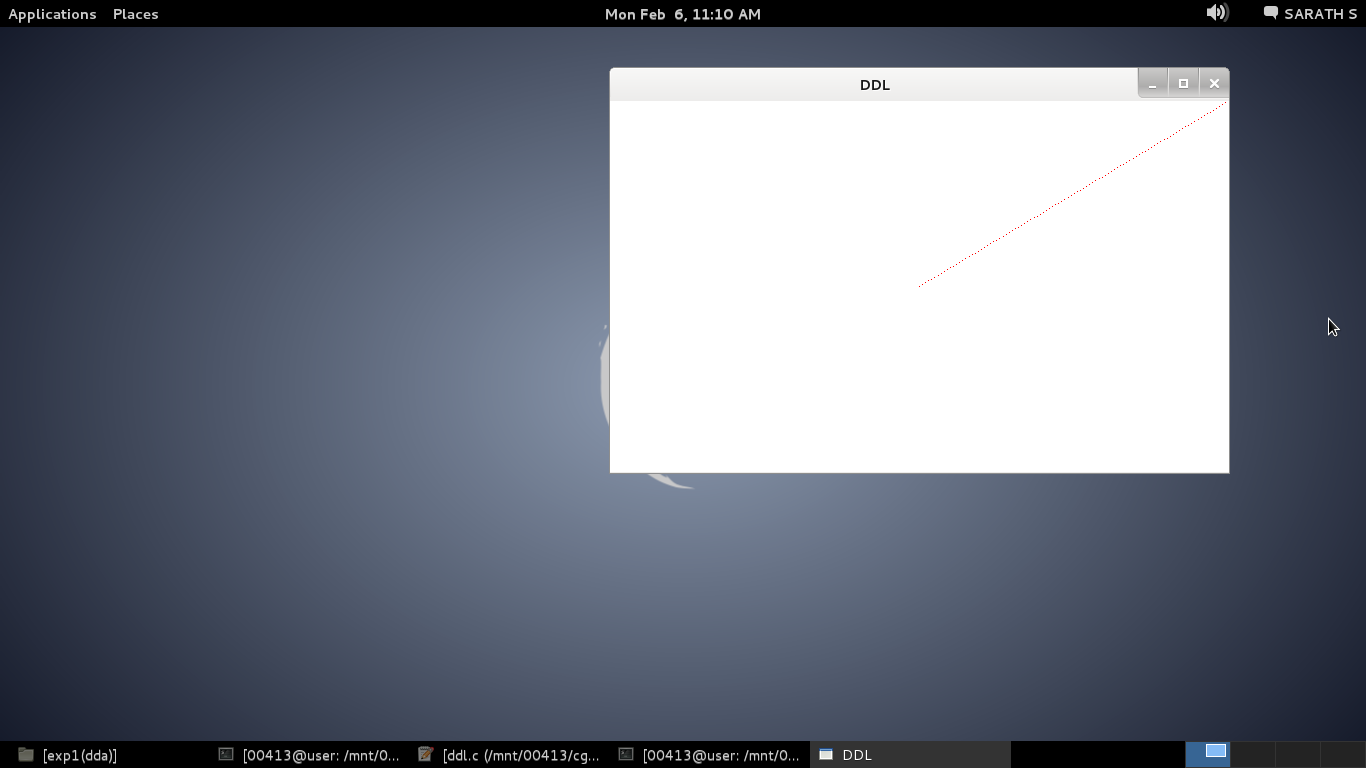 Applications Places Mon Feb 6, 11:10 AM SARATH S
DDL
[exp1(dda)] [00413@user: /mnt/0... [ddl.c (/mnt/00413/cg... [00413@user: /mnt/0... DDL